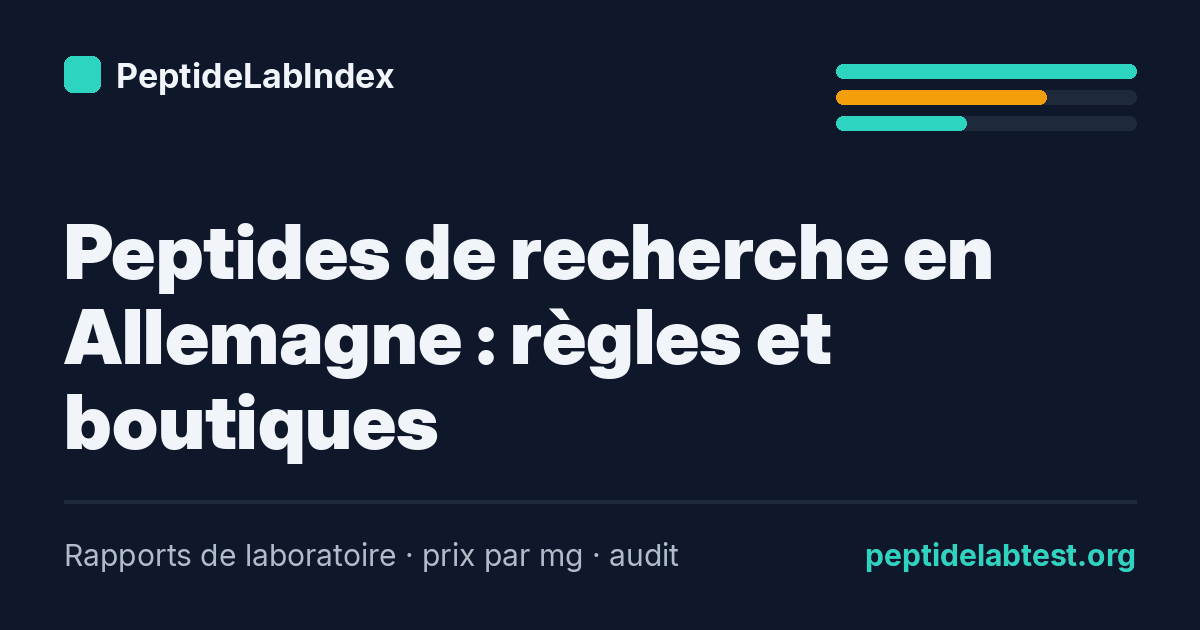 PeptideLabIndex
Peptides de recherche en
Allemagne : règles et
boutiques
Rapports de laboratoire · prix par mg · audit
peptidelabtest.org